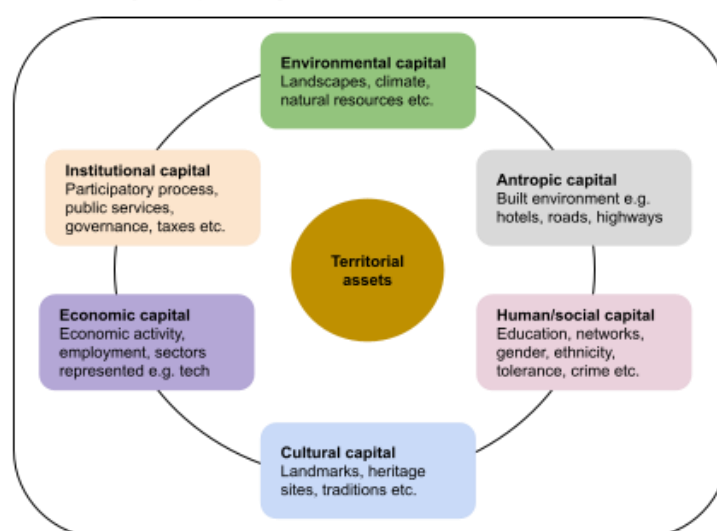 Environmental capital
Landscapes, climate,
natural resources etc.
Institutional capital
Participatory process,
public services,
governance, taxes etc.
Antropic capital
Built environment e.g.
hotels, roads, highways
Territorial
assets
Economic capital
Economic activity,
employment, sectors
represented e.g. tech
Human/social capital
Education, networks,
gender, ethnicity,
tolerance, crime etc.
Cultural capital
Landmarks, heritage
sites, traditions etc.